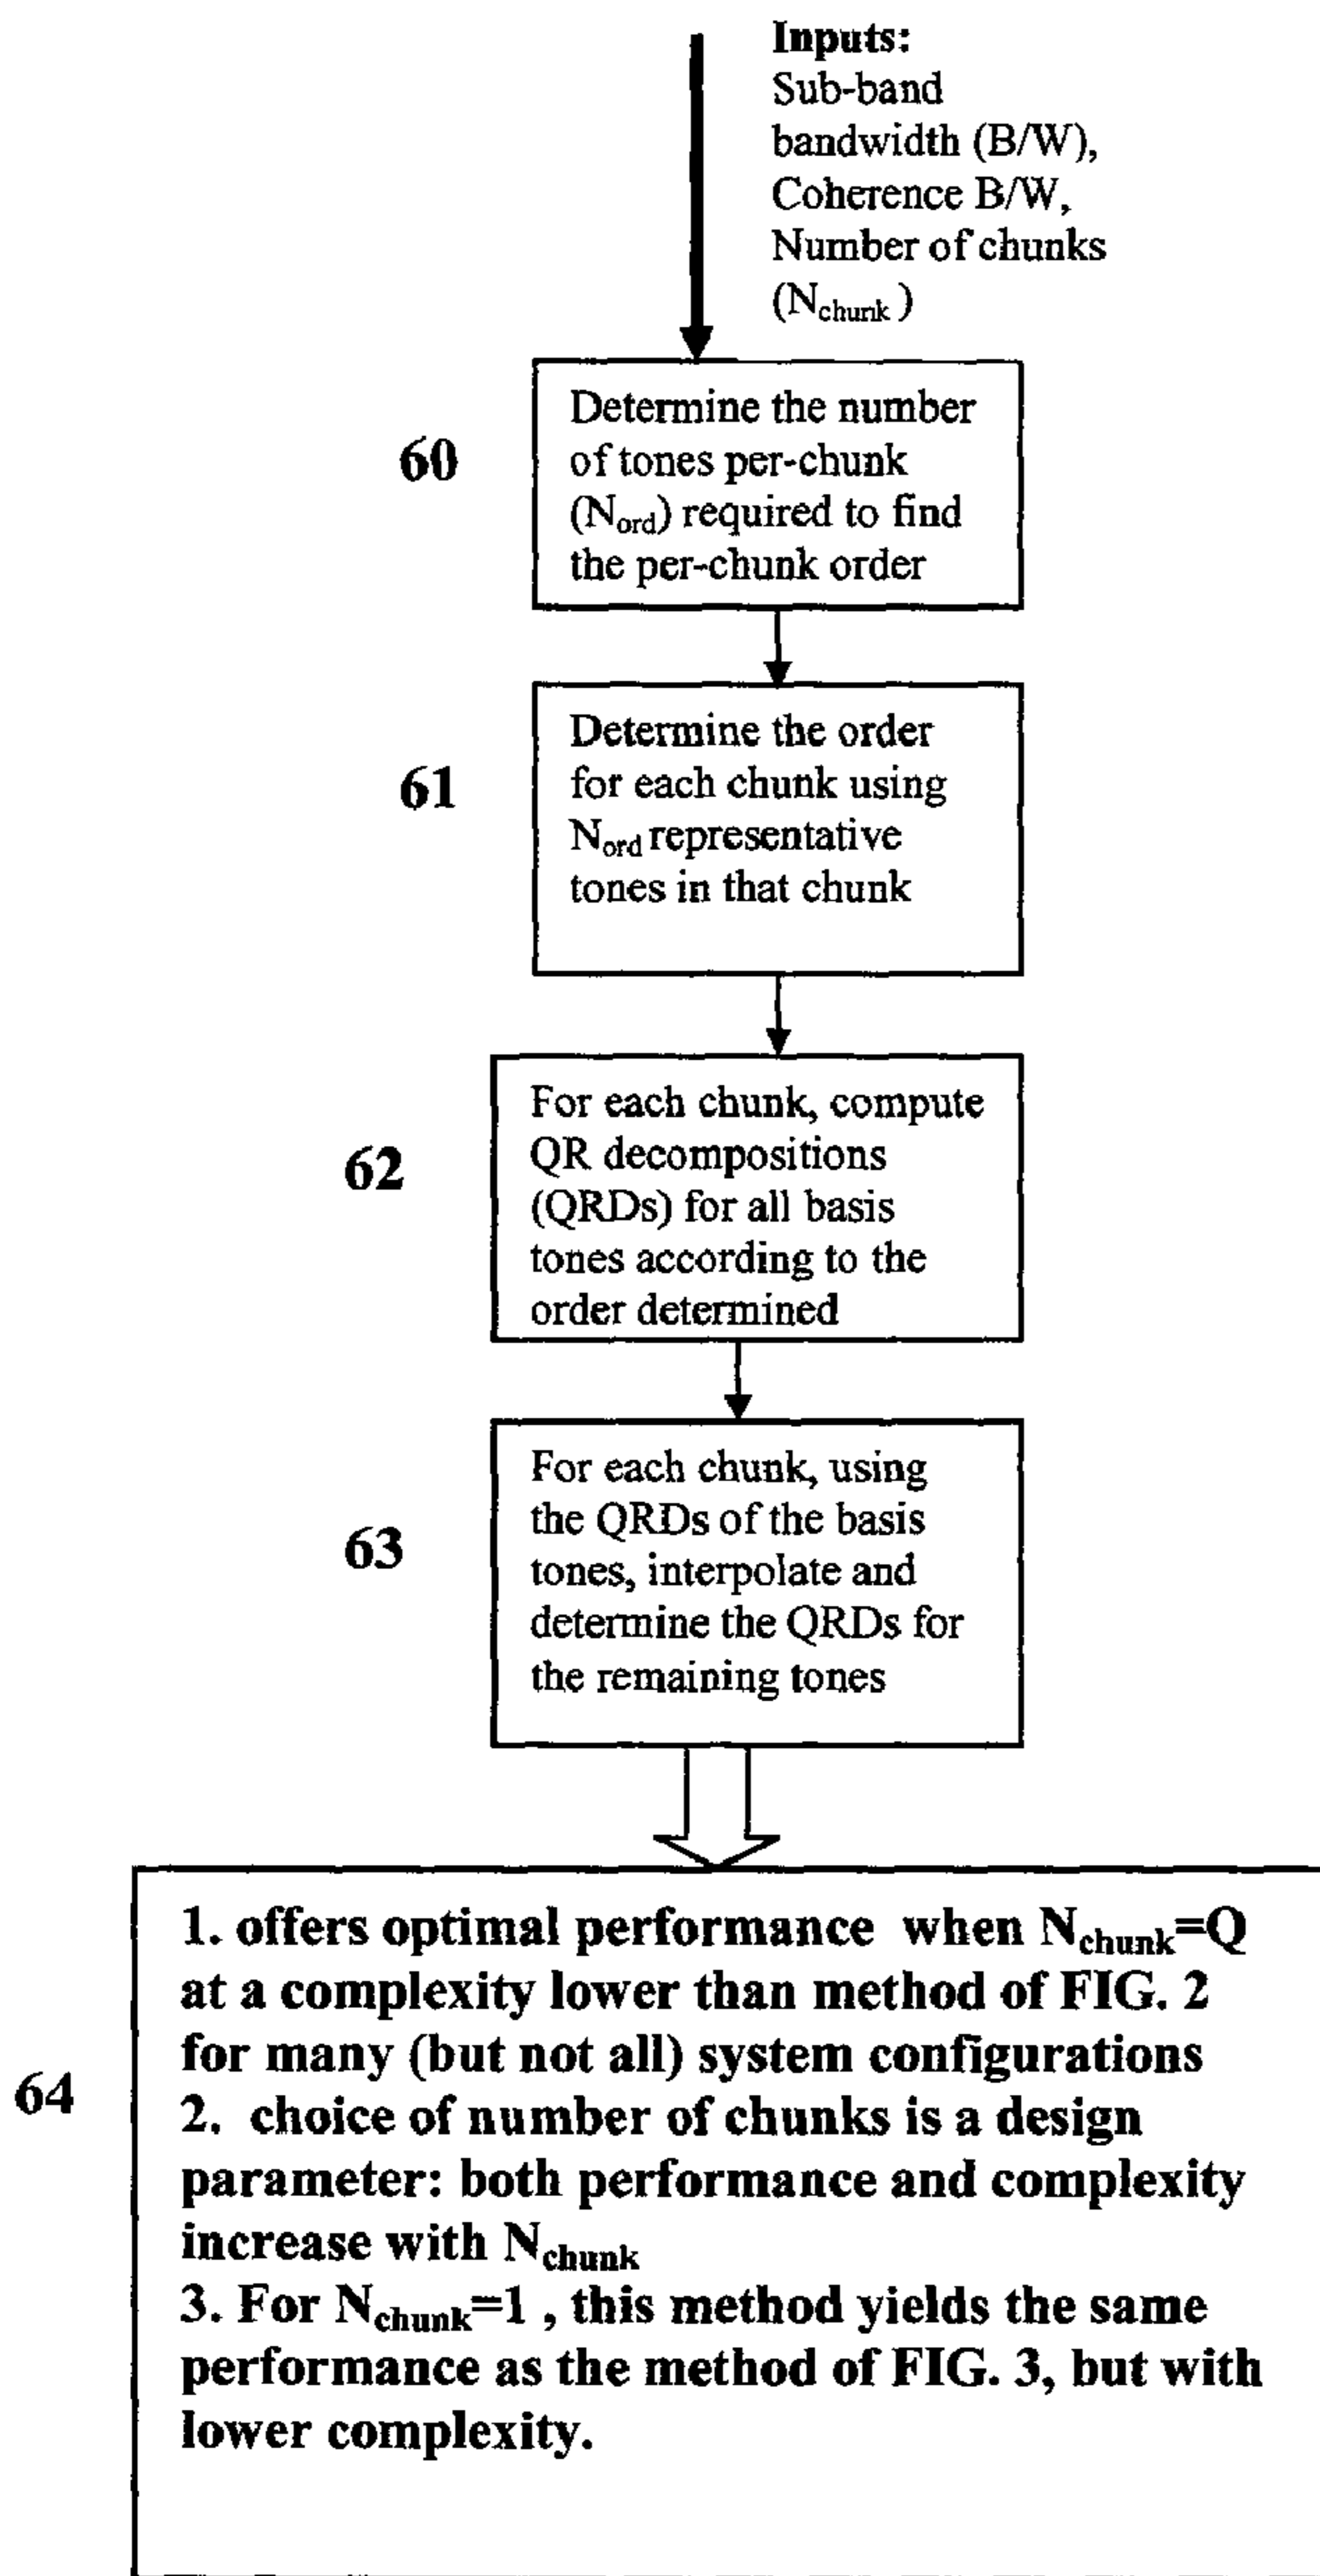 Inputs:
Sub-band
bandwidth (B/W),
Coherence B/W,
Number of chunks
(Nchunk )
60
Determine the number
of tones per-chunk
(Nord) required to find
the per-chunk order
61
Determine the order
for each chunk using
Nord representative
tones in that chunk
62
For each chunk, compute
QR decompositions
(QRDs) for all basis
tones according to the
order determined
63
For each chunk, using
the QRDs of the basis
tones, interpolate and
determine the QRDs for
the remaining tones
64
1. offers optimal performance when Nchunk=Q
at a complexity lower than method of FIG. 2
for many (but not all) system configurations
2. choice of number of chunks is a design
parameter: both performance and complexity
increase with Nchunk
3. For Nchunk=1 , this method yields the same
performance as the method of FIG. 3, but with
lower complexity.